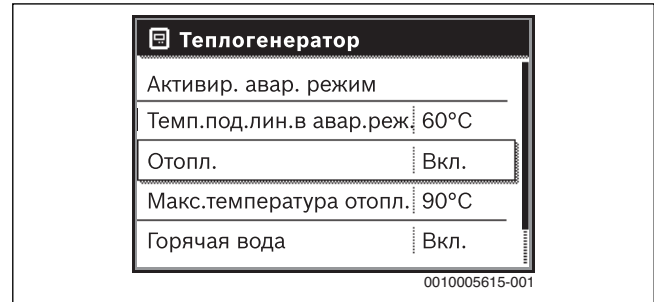 Теплогенератор
Активир. авар. режим
Темп.под.лин.в авар.реж. 60°C
Отопл. Вкл.
Макс.температура отопл. 90°C
Горячая вода Вкл.
0010005615-001